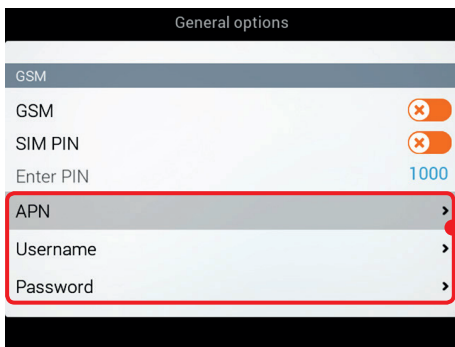 General options
GSM
GSM
SIM PIN
Enter PIN 1000
APN
Username
Password